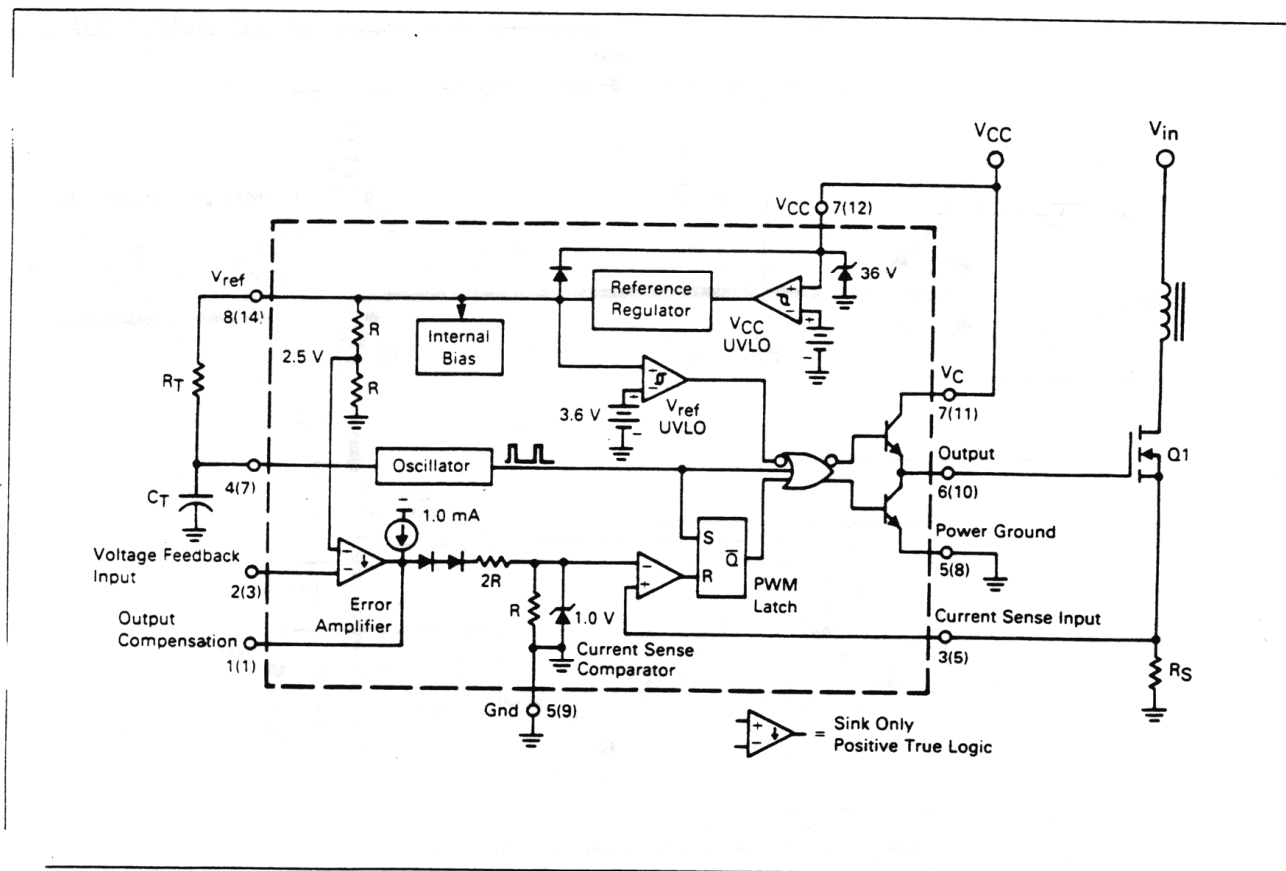 VCC
Vin
VCC 7(12)
36 V
Vref
8(14)
Reference
Regulator
+
−
VCC
UVLO
+
−
R
Internal
Bias
2.5 V
R
RT
3.6 V
+
−
+
−
Vref
UVLO
VC
7(11)
Oscillator
4(7)
CT
Output
6(10)
Q1
1.0 mA
−
Power Ground
5(8)
S
R
Q
PWM
Latch
Voltage Feedback
Input
2(3)
−
−
Error
Amplifier
2R
R
1.0 V
−
+
Current Sense
Comparator
Output
Compensation
1(1)
Current Sense Input
3(5)
RS
Gnd 5(9)
+
−
= Sink Only
Positive True Logic